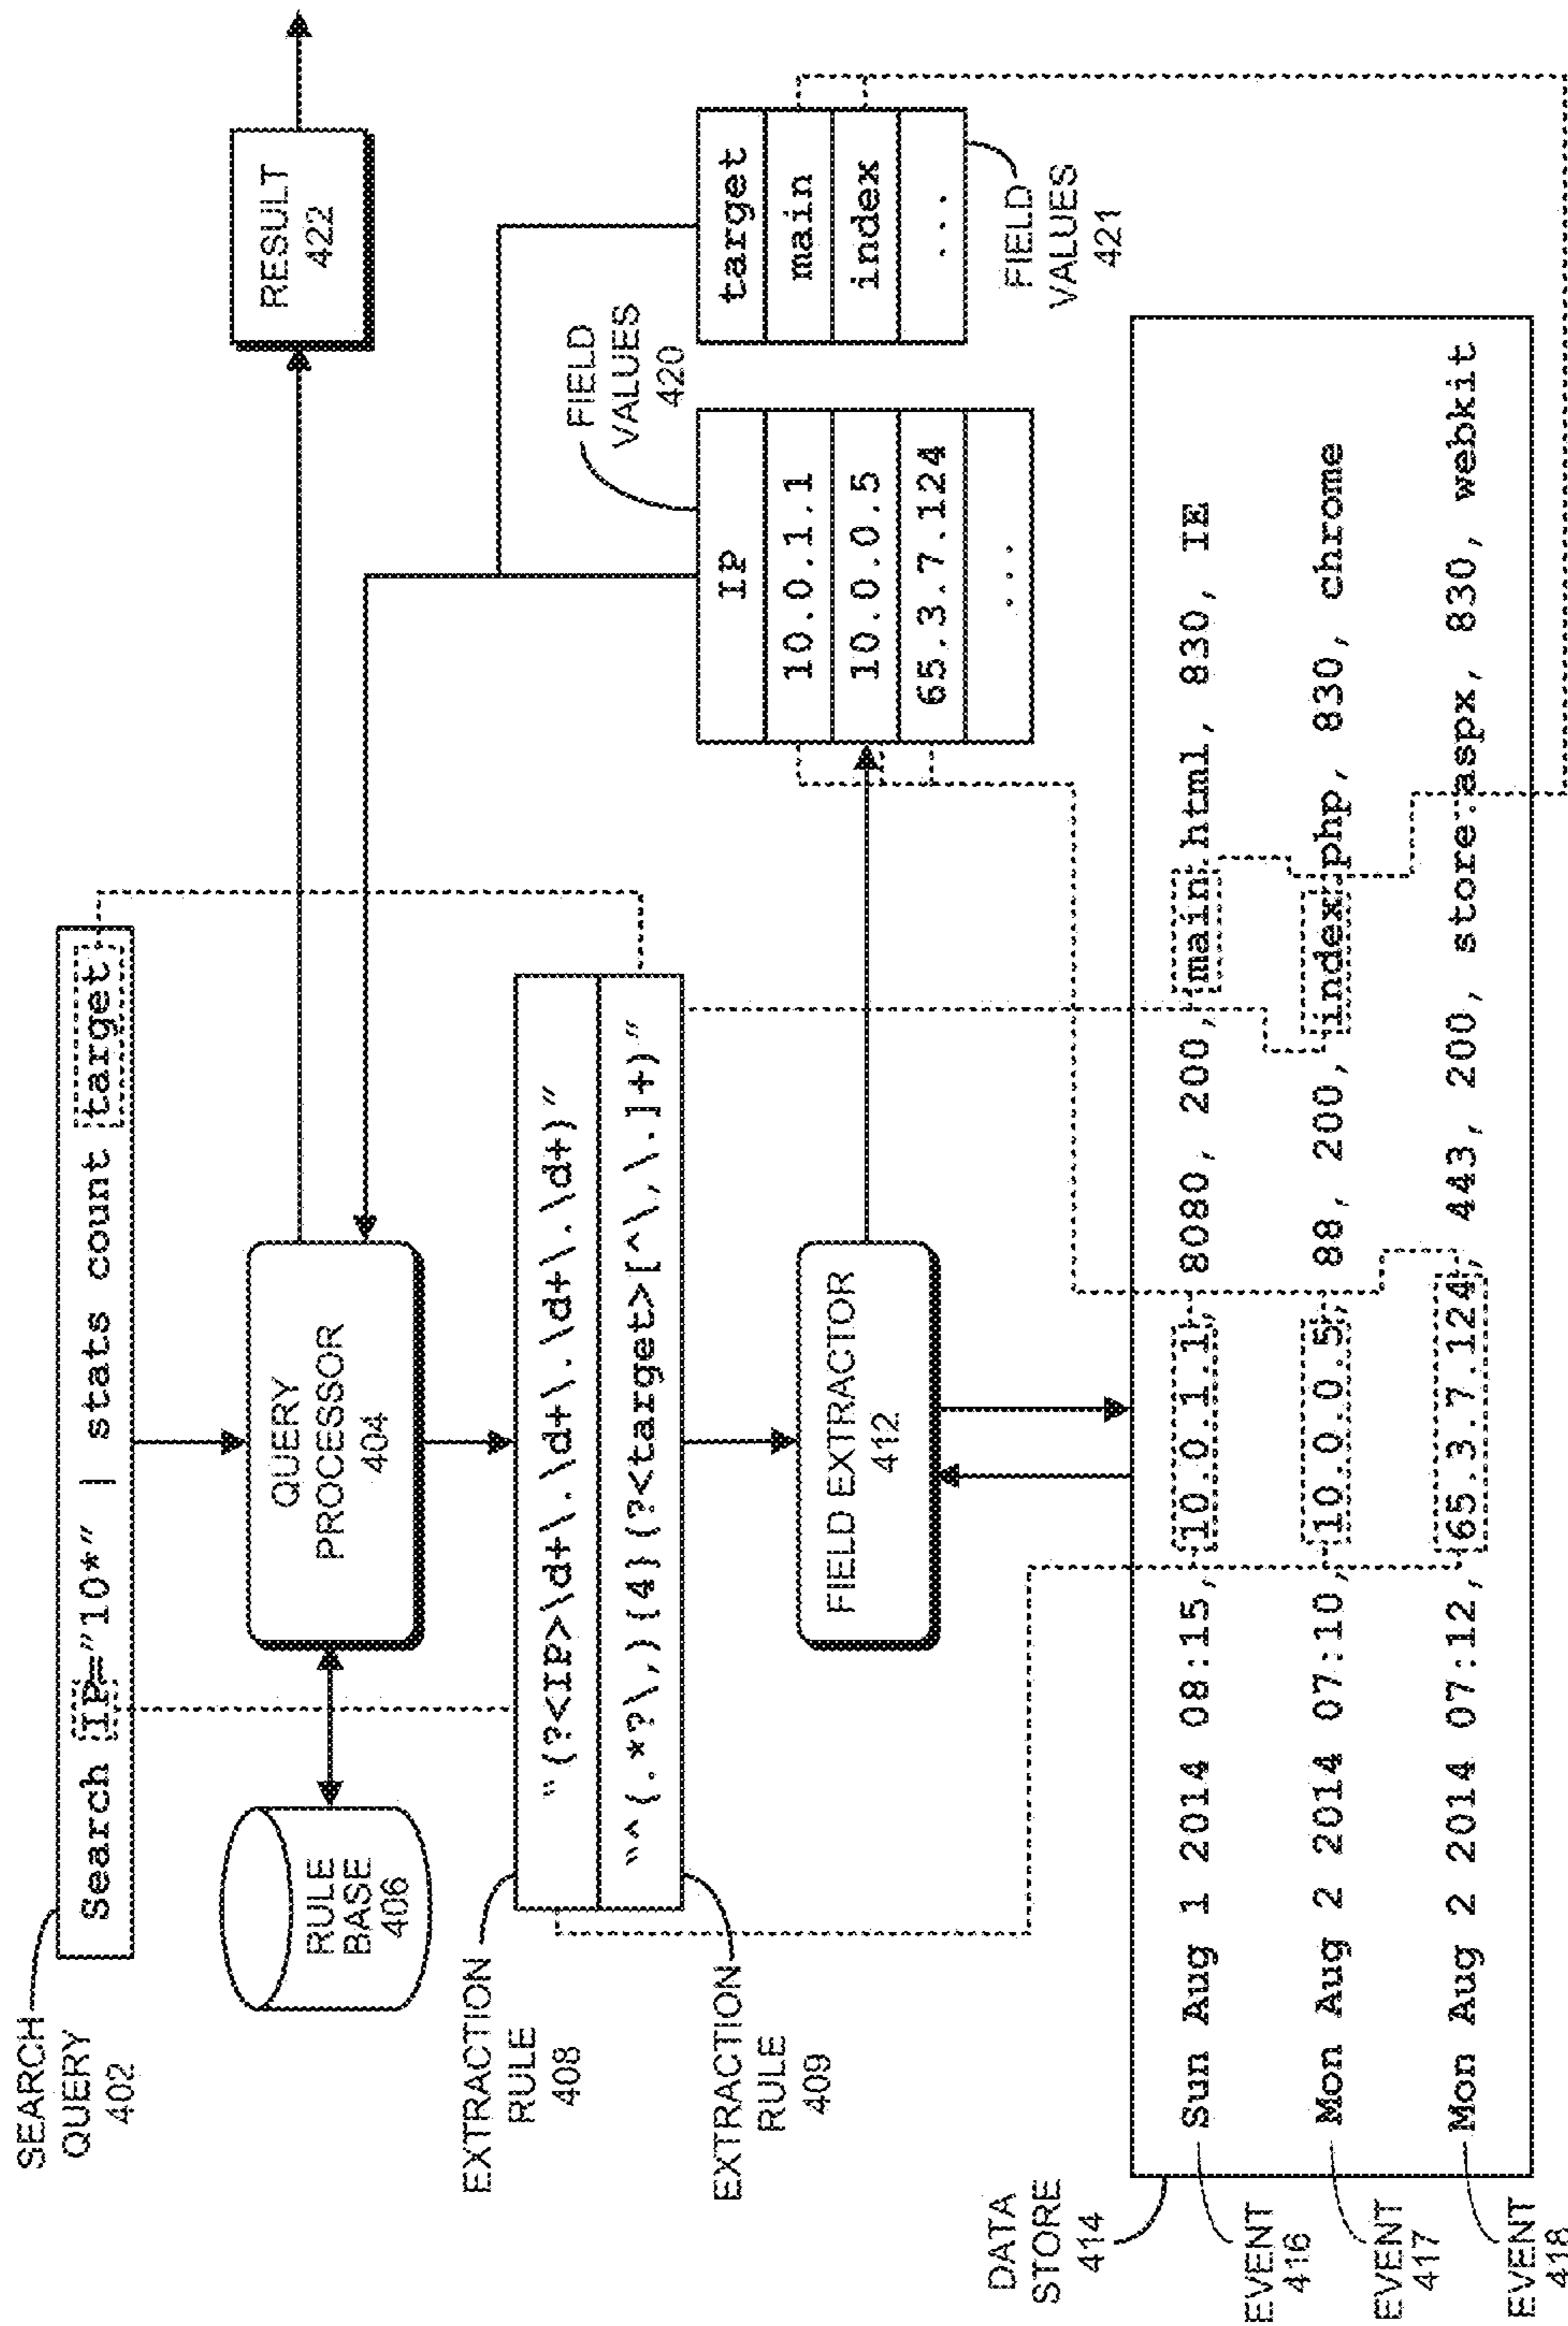 SEARCH
QUERY
402
Search IP="10*" | stats count target
RULE
BASE
406
QUERY
PROCESSOR
404
RESULT
422
EXTRACTION
RULE
408
"(?<IP>\d+\.\d+\.\d+\.\d+)"
EXTRACTION
RULE
409
"^(.*?\,){4}(?<target>[^\,\.]+)"
FIELD EXTRACTOR
412
FIELD
VALUES
420
IP
10.0.1.1
10.0.0.5
65.3.7.124
...
target
main
index
...
FIELD
VALUES
421
DATA
STORE
414
Sun Aug 1 2014 08:15, 10.0.1.1, 8080, 200, main.html, 830, IE
Mon Aug 2 2014 07:10, 10.0.0.5, 88, 200, index.php, 830, chrome
Mon Aug 2 2014 07:12, 65.3.7.124, 443, 200, store.aspx, 830, webkit
EVENT
416
EVENT
417
EVENT
418